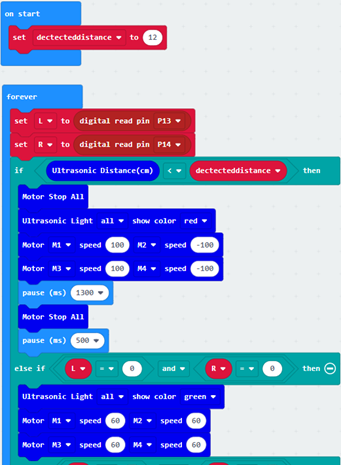 on start
set dectecteddistance to 12
forever
set L to digital read pin P13
set R to digital read pin P14
if Ultrasonic Distance(cm) < dectecteddistance then
Motor Stop All
Ultrasonic Light all show color red
Motor M1 speed 100 M2 speed -100
Motor M3 speed 100 M4 speed -100
pause (ms) 1300
Motor Stop All
pause (ms) 500
else if L = 0 and R = 0 then
Ultrasonic Light all show color green
Motor M1 speed 60 M2 speed 60
Motor M3 speed 60 M4 speed 60